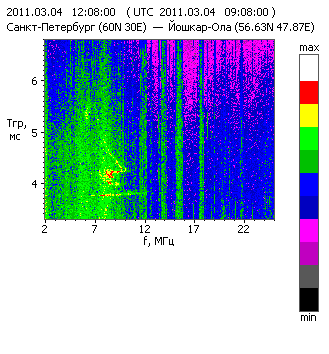 2011.03.04 12:08:00 (UTC 2011.03.04 09:08:00)
Санкт-Петербург (60N 30E) — Йошкар-Ола (56.63N 47.87E)
max
6
Tгр,
мс
5
4
2 7 12 17 22
f, МГц
min